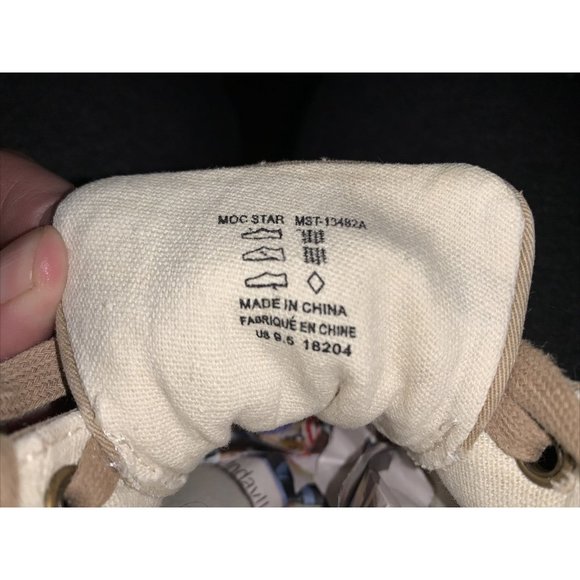 MOC STAR MST-13482A
MADE IN CHINA
FABRIQUÉ EN CHINE
US 9.5 18204